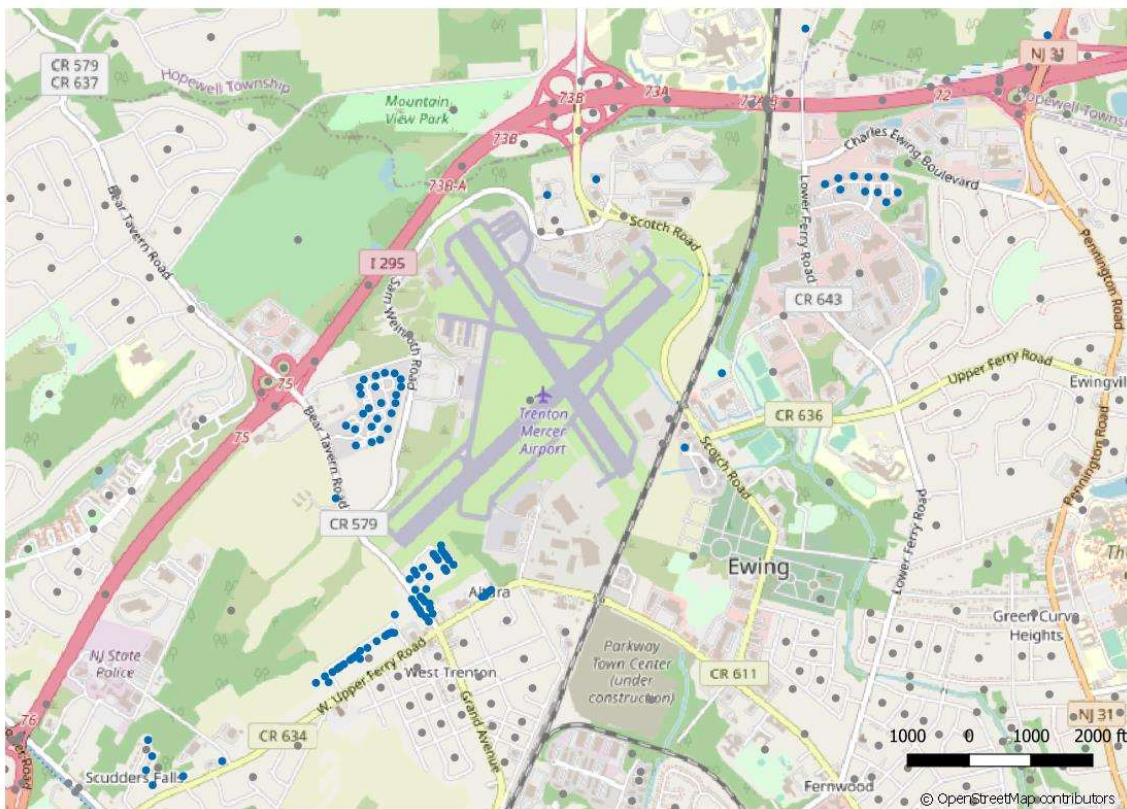 CR 579
CR 637
Hopewell Township
Mountain
View Park
73B
73B
73A
77A-B
72
NJ 31
Hopewell Township
73B-A
Charles Ewing Boulevard
Lower Ferry Road
Bear Tavern Road
Scotch Road
Pennington Road
I 295
Sam Weinroth Road
CR 643
75
Upper Ferry Road
Ewingvil
Bear Tavern Road
75
Trenton
Mercer
Airport
CR 636
Scotch Road
Pennington Road
CR 579
Lower Ferry Road
Ewing
Altura
Green Curve
Heights
NJ State
Police
Parkway
Town Center
(under
construction)
West Trenton
W. Upper Ferry Road
CR 611
76
Grand Avenue
CR 634
NJ 31
Scudders Falls
1000 0 1000 2000 ft
Fernwood
© OpenStreetMap contributors